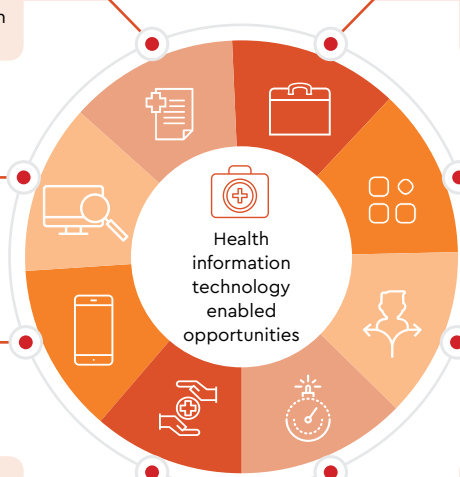 n
Health
information
technology
enabled
opportunities